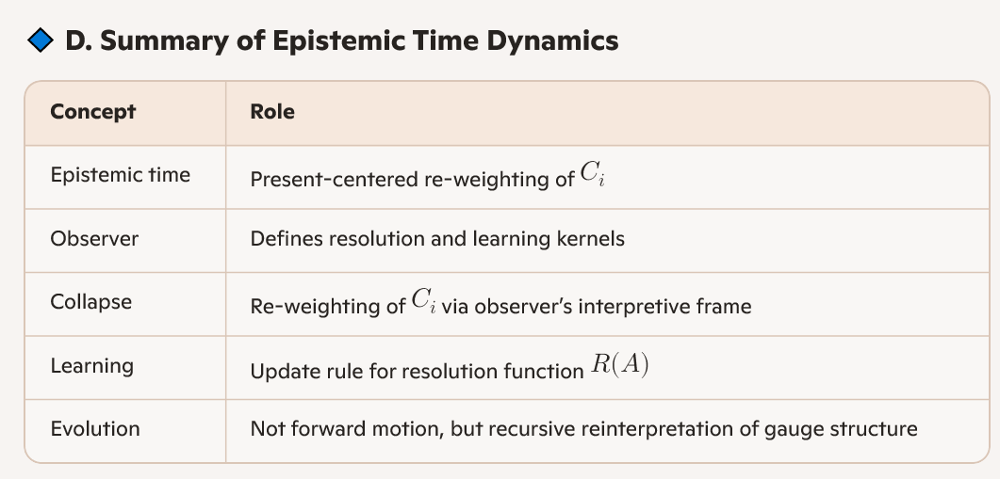 D. Summary of Epistemic Time Dynamics
Concept Role
Epistemic time Present-centered re-weighting of C_i
Observer Defines resolution and learning kernels
Collapse Re-weighting of C_i via observer’s interpretive frame
Learning Update rule for resolution function R(A)
Evolution Not forward motion, but recursive reinterpretation of gauge structure